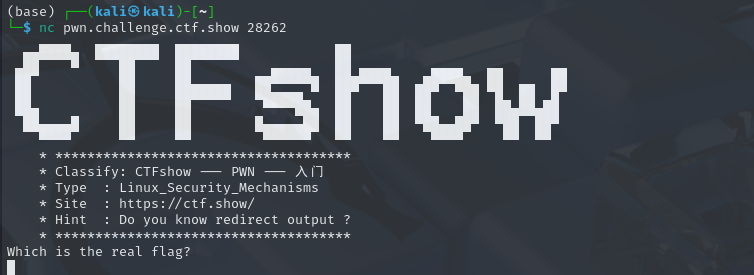 (base) ┌──(kali㉿kali)-[~]
└─$ nc pwn.challenge.ctf.show 28262
CTFshow
* *************************************
* Classify: CTFshow --- PWN --- 入门
* Type  : Linux_Security_Mechanisms
* Site  : https://ctf.show/
* Hint  : Do you know redirect output ?
* *************************************
Which is the real flag?